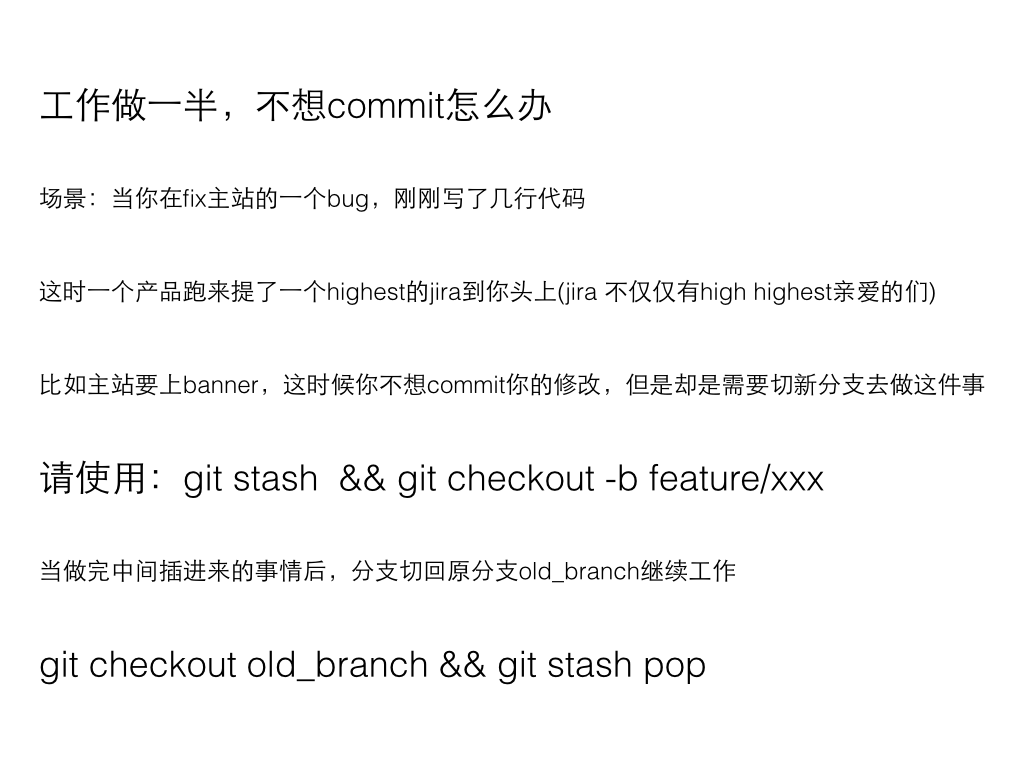 工作做一半，不想commit怎么办
场景：当你在fix主站的一个bug，刚刚写了几行代码
这时一个产品跑来提了一个highest的jira到你头上(jira 不仅仅有high highest亲爱的们)
比如主站要上banner，这时候你不想commit你的修改，但是却是需要切新分支去做这件事
请使用：git stash  && git checkout -b feature/xxx
当做完中间插进来的事情后，分支切回原分支old_branch继续工作
git checkout old_branch && git stash pop